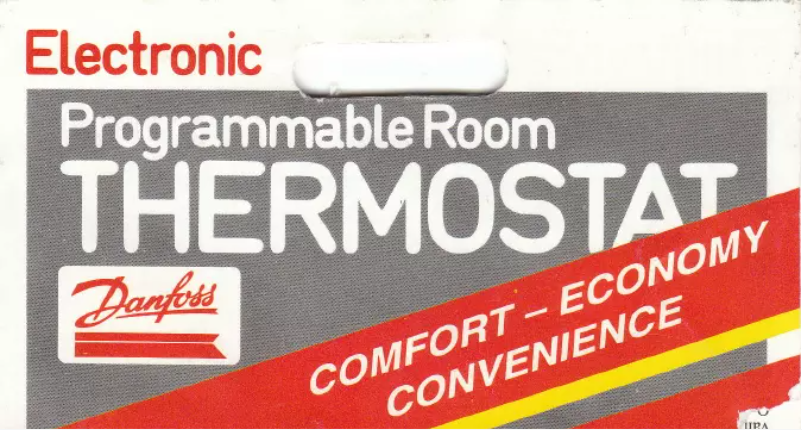 Electronic
Programmable Room
THERMOSTAT
Danfoss
COMFORT – ECONOMY
CONVENIENCE